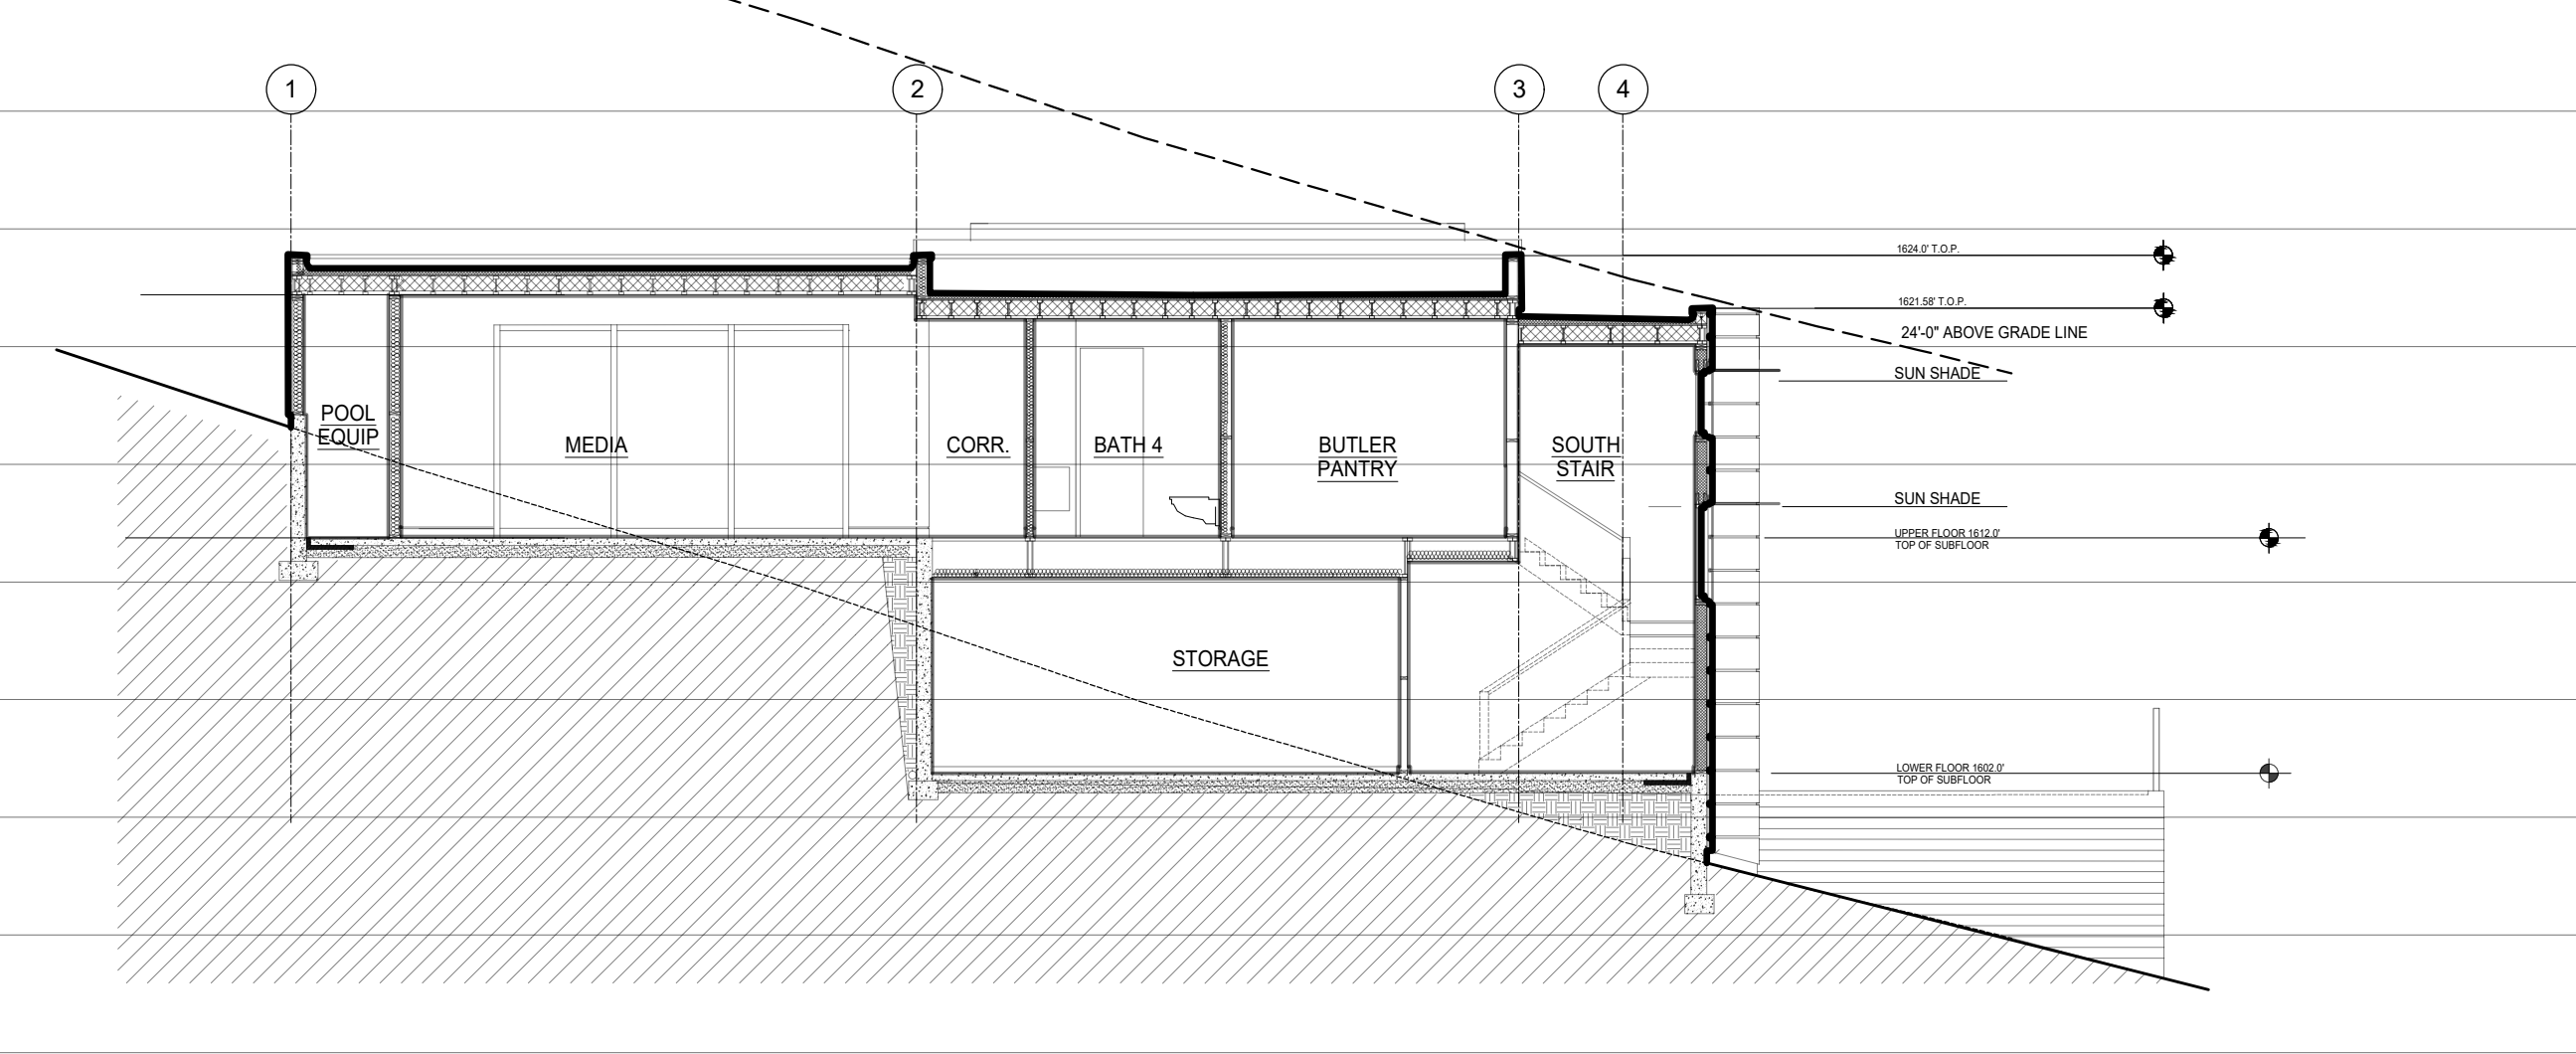 1
2
3
4
1624.0' T.O.P.
1621.58' T.O.P.
24'-0" ABOVE GRADE LINE
SUN SHADE
POOL
EQUIP
MEDIA
CORR.
BATH 4
BUTLER
PANTRY
SOUTH
STAIR
SUN SHADE
UPPER FLOOR 1612.0'
TOP OF SUBFLOOR
STORAGE
LOWER FLOOR 1602.0'
TOP OF SUBFLOOR